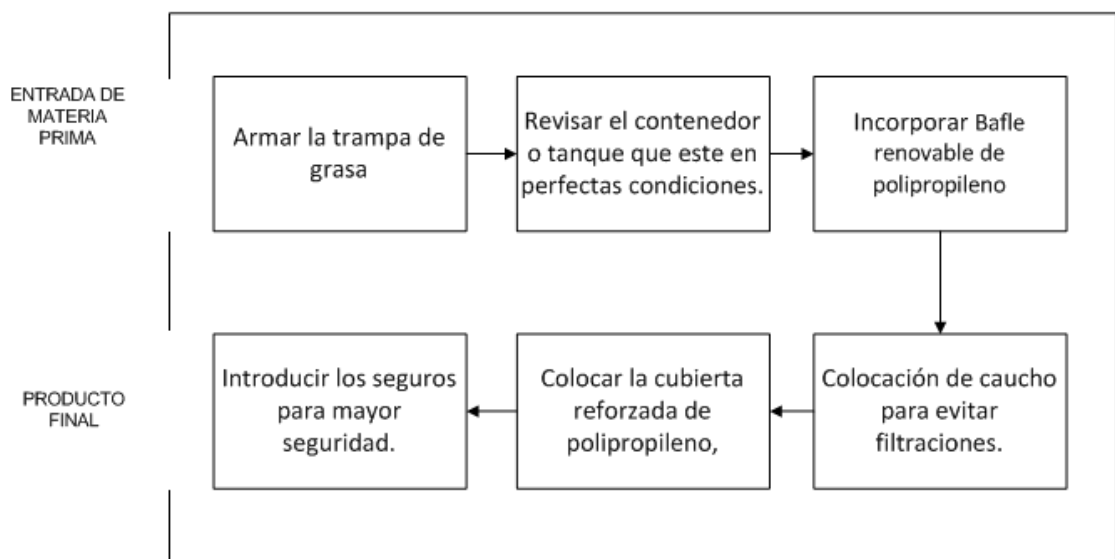 ENTRADA DE
MATERIA
PRIMA
Armar la trampa de
grasa
Revisar el contenedor
o tanque que este en
perfectas condiciones.
Incorporar Bafle
renovable de
polipropileno
PRODUCTO
FINAL
Introducir los seguros
para mayor
seguridad.
Colocar la cubierta
reforzada de
polipropileno,
Colocación de caucho
para evitar
filtraciones.